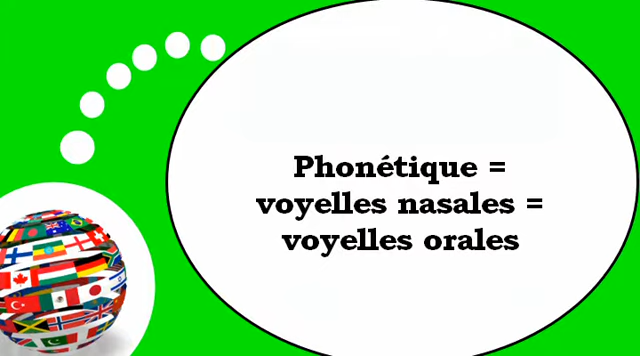 Phonétique =
voyelles nasales =
voyelles orales